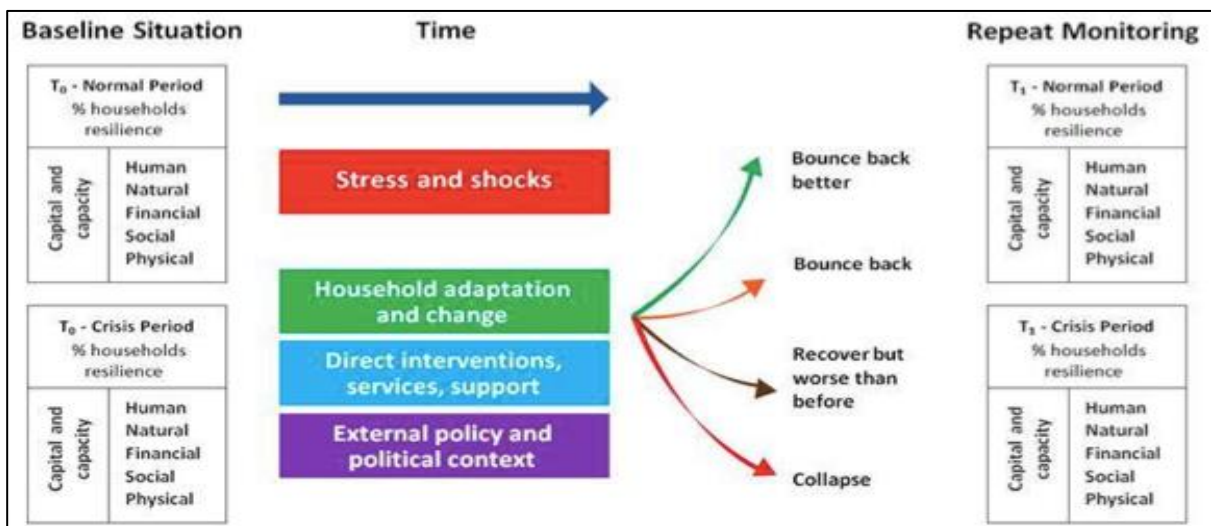 Baseline Situation
Time
Repeat Monitoring
T₀ - Normal Period
% households
resilience
Capital and
capacity
Human
Natural
Financial
Social
Physical
T₀ - Crisis Period
% households
resilience
Capital and
capacity
Human
Natural
Financial
Social
Physical
Stress and shocks
Household adaptation
and change
Direct interventions,
services, support
External policy and
political context
Bounce back
better
Bounce back
Recover but
worse than
before
Collapse
T₁ - Normal Period
% households
resilience
Capital and
capacity
Human
Natural
Financial
Social
Physical
T₁ - Crisis Period
% households
resilience
Capital and
capacity
Human
Natural
Financial
Social
Physical